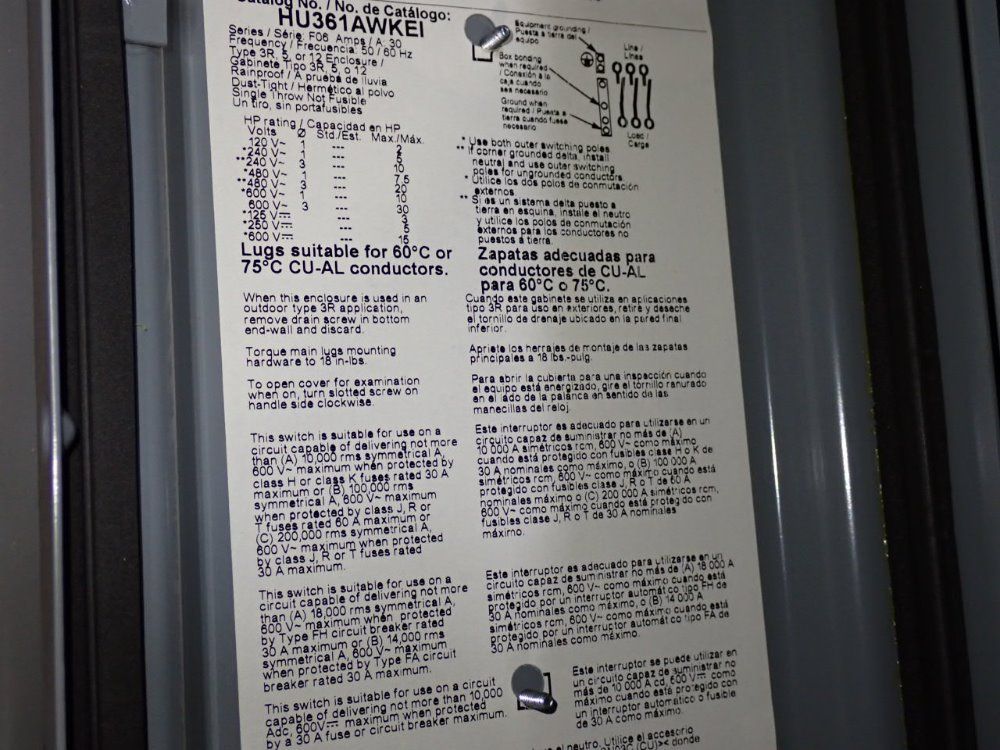 Catalog No. / No. de Catálogo:
HU361AWKEI
Series / Série: F06 Amps / A 30
Frequency / Frecuencia: 50 / 60 Hz
Type 3R, 5, or 12 Enclosure /
Gabinete Tipo 3R, 5, o 12
Rainproof / A prueba de lluvia
Dust-Tight / Hermético al polvo
Single Throw Not Fusible
Un tiro, sin portafusibles
HP rating / Capacidad en HP
Volts Ø Std./Est. Max./Máx.
*120 V~ 1 --- 2
*240 V~ 1 --- 5
**240 V~ 3 --- 10
*480 V~ 1 --- 7.5
**480 V~ 3 --- 20
*600 V~ 1 --- 10
600 V~ 3 --- 30
*125 V⎓ --- 3
*250 V⎓ --- 5
*600 V⎓ --- 15
Equipment grounding /
Puesta a tierra del
equipo
Box bonding
when required
/ Conexión a la
caja cuando
sea necesario
Ground when
required / Puesta a
tierra cuando fuese
necesario
Line /
Línea
Load /
Carga
* Use both outer switching poles
** If corner grounded delta, install
neutral and use outer switching
poles for ungrounded conductors.
* Utilice los dos polos de conmutación
externos.
** Si es un sistema delta puesto a
tierra en esquina, instale el neutro
y utilice los polos de conmutación
externos para los conductores no
puestos a tierra.
Lugs suitable for 60°C or
75°C CU-AL conductors.
Zapatas adecuadas para
conductores de CU-AL
para 60°C o 75°C.
When this enclosure is used in an
outdoor type 3R application,
remove drain screw in bottom
end-wall and discard.
Cuando este gabinete se utiliza en aplicaciones
tipo 3R para uso en exteriores, retire y deseche
el tornillo de drenaje ubicado en la pared final
inferior.
Torque main lugs mounting
hardware to 18 in-lbs.
Apriete los herrajes de montaje de las zapatas
principales a 18 lbs.-pulg.
To open cover for examination
when on, turn slotted screw on
handle side clockwise.
Para abrir la cubierta para una inspección cuando
el equipo está energizado, gire el tornillo ranurado
en el lado de la palanca en sentido de las
manecillas del reloj.
This switch is suitable for use on a
circuit capable of delivering not more
than (A) 10,000 rms symmetrical A,
600 V~ maximum when protected by
class H or class K fuses rated 30 A
maximum or (B) 100,000 rms
symmetrical A, 600 V~ maximum
when protected by class J, R or
T fuses rated 60 A maximum or
(C) 200,000 rms symmetrical A,
600 V~ maximum when protected
by class J, R or T fuses rated
30 A maximum.
Este interruptor es adecuado para utilizarse en un
circuito capaz de suministrar no más de (A)
10 000 A simétricos rcm, 600 V~ como máximo
cuando está protegido con fusibles clase H o K de
30 A nominales como máximo, o (B) 100 000 A
simétricos rcm, 600 V~ como máximo cuando está
protegido con fusibles clase J, R o T de 60 A
nominales máximo o (C) 200 000 A simétricos rcm,
600 V~ como máximo cuando está protegido con
fusibles clase J, R o T de 30 A nominales
máximo.
This switch is suitable for use on a
circuit capable of delivering not more
than (A) 18,000 rms symmetrical A,
600 V~ maximum when protected
by Type FH circuit breaker rated
30 A maximum or (B) 14,000 rms
symmetrical A, 600 V~ maximum
when protected by Type FA circuit
breaker rated 30 A maximum.
Este interruptor es adecuado para utilizarse en un
circuito capaz de suministrar no más de (A) 18 000 A
simétricos rcm, 600 V~ como máximo cuando está
protegido por un interruptor automático tipo FH de
30 A nominales como máximo, o (B) 14 000 A
simétricos rcm, 600 V~ como máximo cuando está
protegido por un interruptor automático tipo FA de
30 A nominales como máximo.
This switch is suitable for use on a circuit
capable of delivering not more than 10,000
Adc, 600V⎓ maximum when protected
by a 30 A fuse or circuit breaker maximum.
Este interruptor se puede utilizar en
un circuito capaz de suministrar no
más de 10 000 A cd, 600 V⎓ como
máximo cuando está protegido con
un interruptor automático o fusible
de 30 A como máximo.
el neutro. Utilice el accesorio
(CU)>< donde